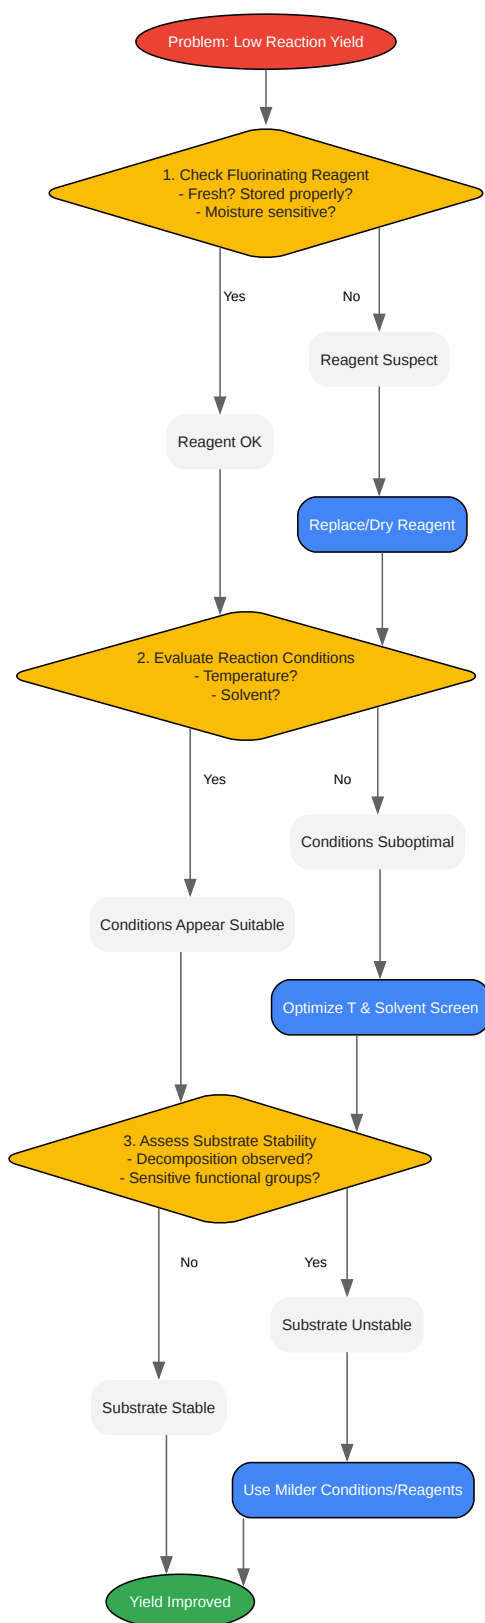 Problem: Low Reaction Yield
1. Check Fluorinating Reagent
- Fresh? Stored properly?
- Moisture sensitive?
Yes
No
Reagent Suspect
Reagent OK
Replace/Dry Reagent
2. Evaluate Reaction Conditions
- Temperature?
- Solvent?
Yes
No
Conditions Suboptimal
Conditions Appear Suitable
Optimize T & Solvent Screen
3. Assess Substrate Stability
- Decomposition observed?
- Sensitive functional groups?
No
Yes
Substrate Unstable
Substrate Stable
Use Milder Conditions/Reagents
Yield Improved